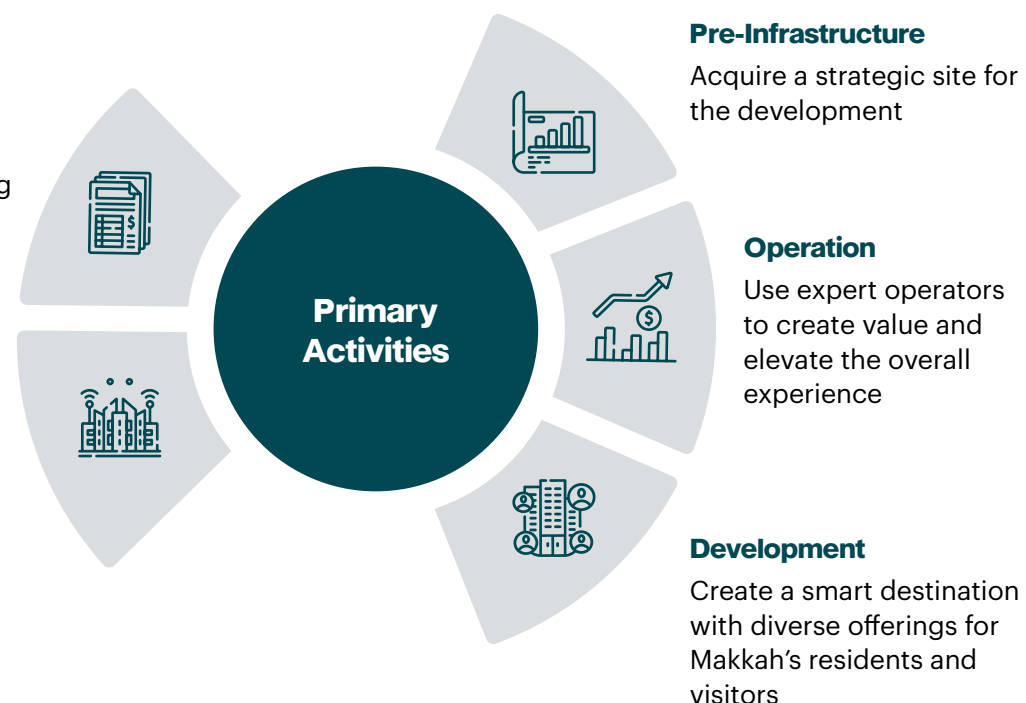 Pre-Infrastructure
Acquire a strategic site for
the development
g
Primary
Activities
Operation
Use expert operators
to create value and
elevate the overall
experience
Development
Create a smart destination
with diverse offerings for
Makkah’s residents and
visitors